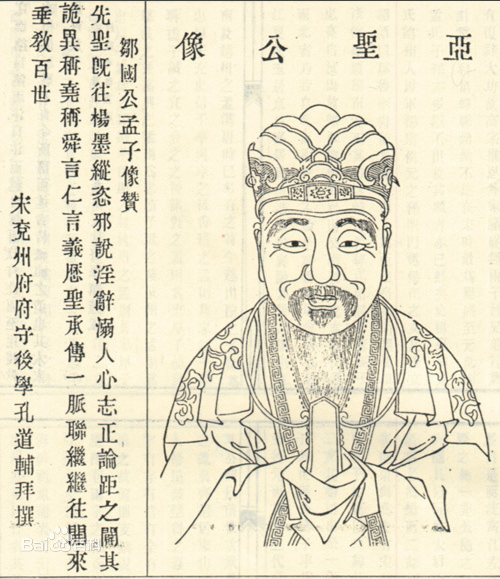 亞聖公像
鄒國公孟子像贊
先聖旣往楊墨縱恣邪說淫辭溺人心志正論距之闢其
詭異稱堯稱舜言仁言義歷聖承傳一脈聯繼繼往開來
垂敎百世
宋兗州府府守後學孔道輔拜撰
Bai百科